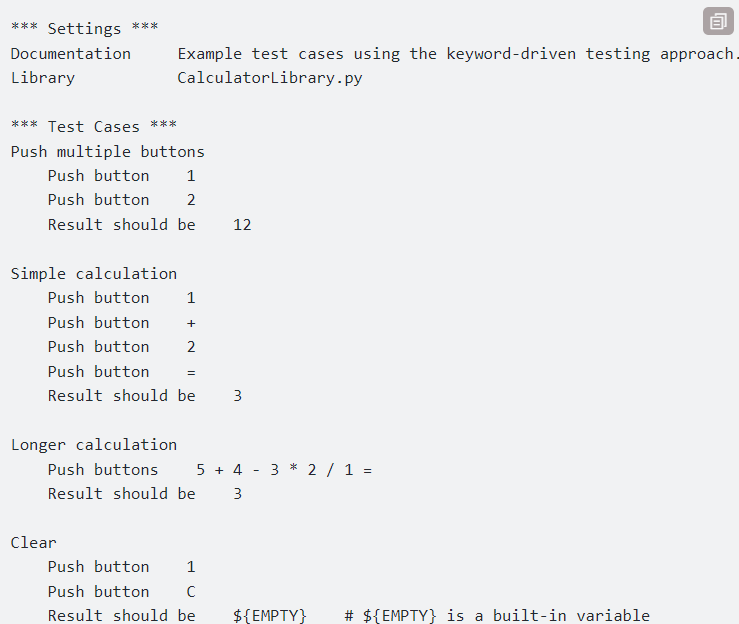 *** Settings ***
Documentation     Example test cases using the keyword-driven testing approach.
Library           CalculatorLibrary.py

*** Test Cases ***
Push multiple buttons
    Push button    1
    Push button    2
    Result should be    12

Simple calculation
    Push button    1
    Push button    +
    Push button    2
    Push button    =
    Result should be    3

Longer calculation
    Push buttons    5 + 4 - 3 * 2 / 1 =
    Result should be    3

Clear
    Push button    1
    Push button    C
    Result should be    ${EMPTY}    # ${EMPTY} is a built-in variable